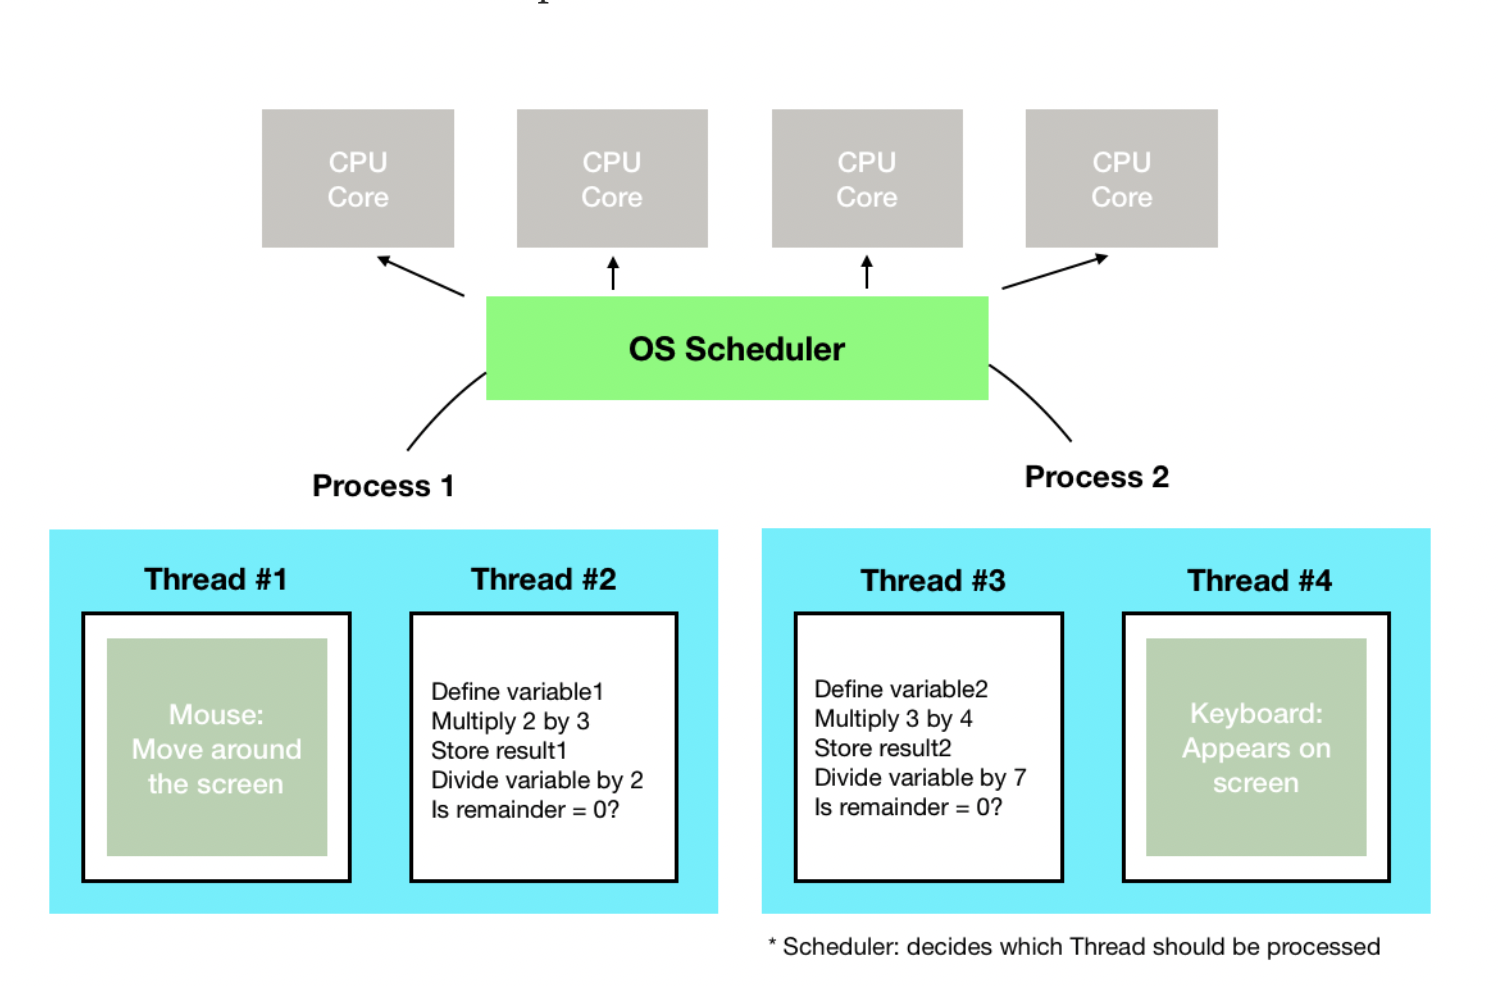 CPU
Core
CPU
Core
CPU
Core
CPU
Core
OS Scheduler
Process 1
Process 2
Thread #1
Thread #2
Thread #3
Thread #4
Mouse:
Move around
the screen
Define variable1
Multiply 2 by 3
Store result1
Divide variable by 2
Is remainder = 0?
Define variable2
Multiply 3 by 4
Store result2
Divide variable by 7
Is remainder = 0?
Keyboard:
Appears on
screen
* Scheduler: decides which Thread should be processed